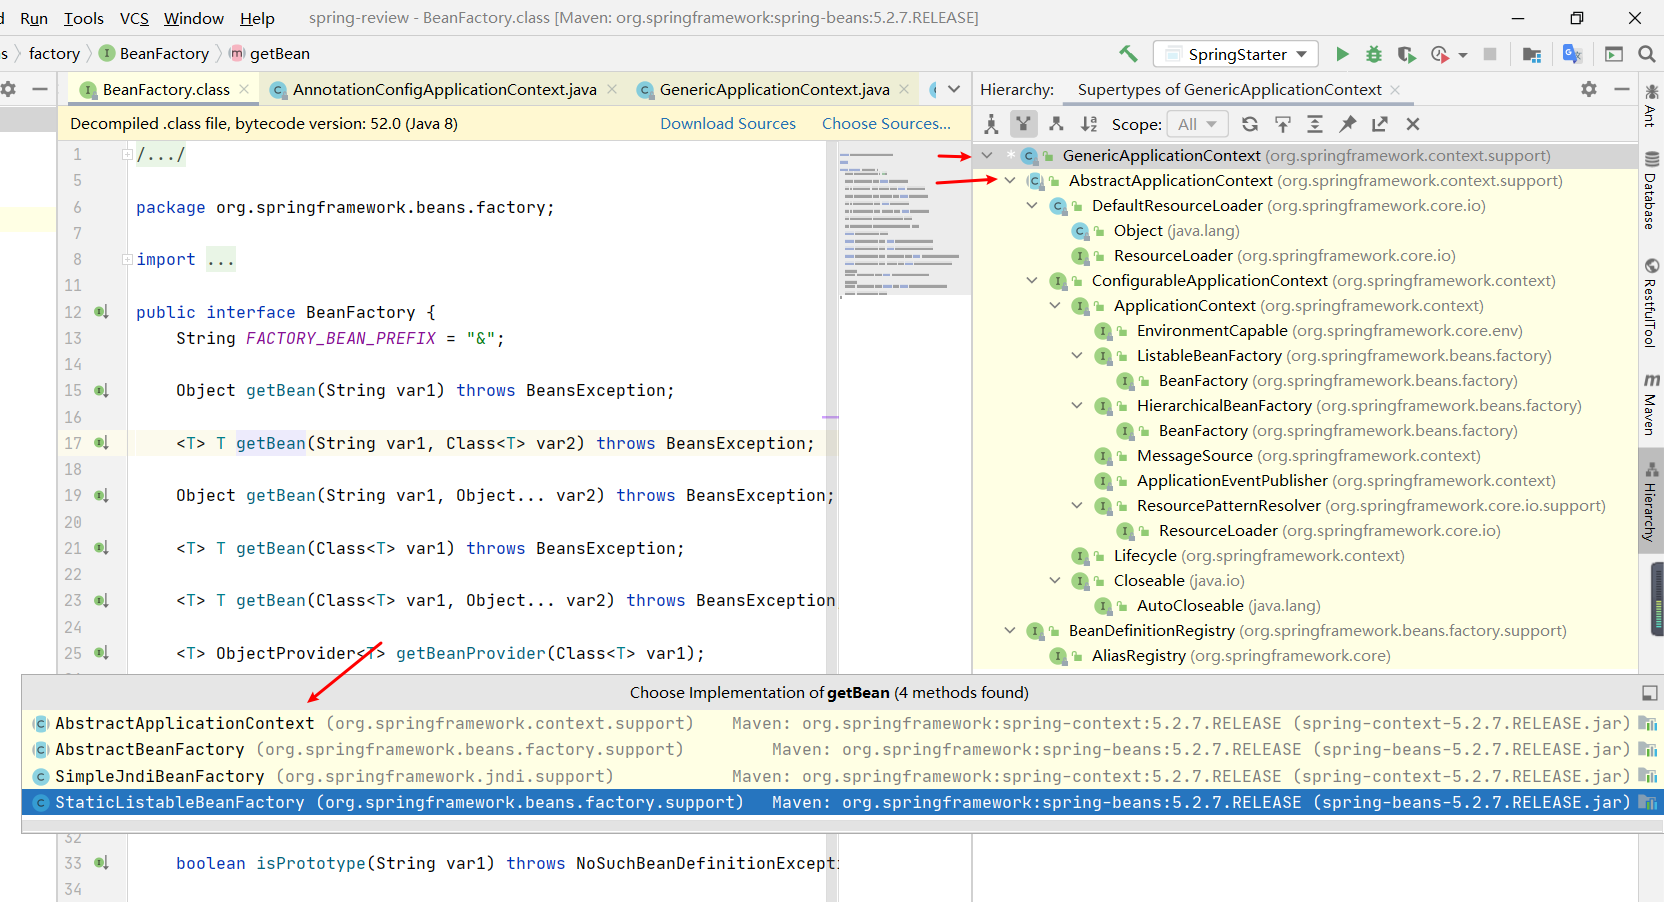 Run Tools VCS Window Help spring-review - BeanFactory.class [Maven: org.springframework:spring-beans:5.2.7.RELEASE]
factory BeanFactory getBean SpringStarter
BeanFactory.class AnnotationConfigApplicationContext.java GenericApplicationContext.java
Hierarchy: Supertypes of GenericApplicationContext
Decompiled .class file, bytecode version: 52.0 (Java 8) Download Sources Choose Sources...
Scope: All
1 /.../
5
6 package org.springframework.beans.factory;
7
8 import ...
11
12 public interface BeanFactory {
13 String FACTORY_BEAN_PREFIX = "&";
14
15 Object getBean(String var1) throws BeansException;
16
17 <T> T getBean(String var1, Class<T> var2) throws BeansException;
18
19 Object getBean(String var1, Object... var2) throws BeansException;
20
21 <T> T getBean(Class<T> var1) throws BeansException;
22
23 <T> T getBean(Class<T> var1, Object... var2) throws BeansException
24
25 <T> ObjectProvider<T> getBeanProvider(Class<T> var1);
GenericApplicationContext (org.springframework.context.support)
AbstractApplicationContext (org.springframework.context.support)
DefaultResourceLoader (org.springframework.core.io)
Object (java.lang)
ResourceLoader (org.springframework.core.io)
ConfigurableApplicationContext (org.springframework.context)
ApplicationContext (org.springframework.context)
EnvironmentCapable (org.springframework.core.env)
ListableBeanFactory (org.springframework.beans.factory)
BeanFactory (org.springframework.beans.factory)
HierarchicalBeanFactory (org.springframework.beans.factory)
BeanFactory (org.springframework.beans.factory)
MessageSource (org.springframework.context)
ApplicationEventPublisher (org.springframework.context)
ResourcePatternResolver (org.springframework.core.io.support)
ResourceLoader (org.springframework.core.io)
Lifecycle (org.springframework.context)
Closeable (java.io)
AutoCloseable (java.lang)
BeanDefinitionRegistry (org.springframework.beans.factory.support)
AliasRegistry (org.springframework.core)
Ant
Database
RestfulTool
Maven
Hierarchy
Choose Implementation of getBean (4 methods found)
AbstractApplicationContext (org.springframework.context.support) Maven: org.springframework:spring-context:5.2.7.RELEASE (spring-context-5.2.7.RELEASE.jar)
AbstractBeanFactory (org.springframework.beans.factory.support) Maven: org.springframework:spring-beans:5.2.7.RELEASE (spring-beans-5.2.7.RELEASE.jar)
SimpleJndiBeanFactory (org.springframework.jndi.support) Maven: org.springframework:spring-context:5.2.7.RELEASE (spring-context-5.2.7.RELEASE.jar)
StaticListableBeanFactory (org.springframework.beans.factory.support) Maven: org.springframework:spring-beans:5.2.7.RELEASE (spring-beans-5.2.7.RELEASE.jar)
32
33 boolean isPrototype(String var1) throws NoSuchBeanDefinitionExcept
34